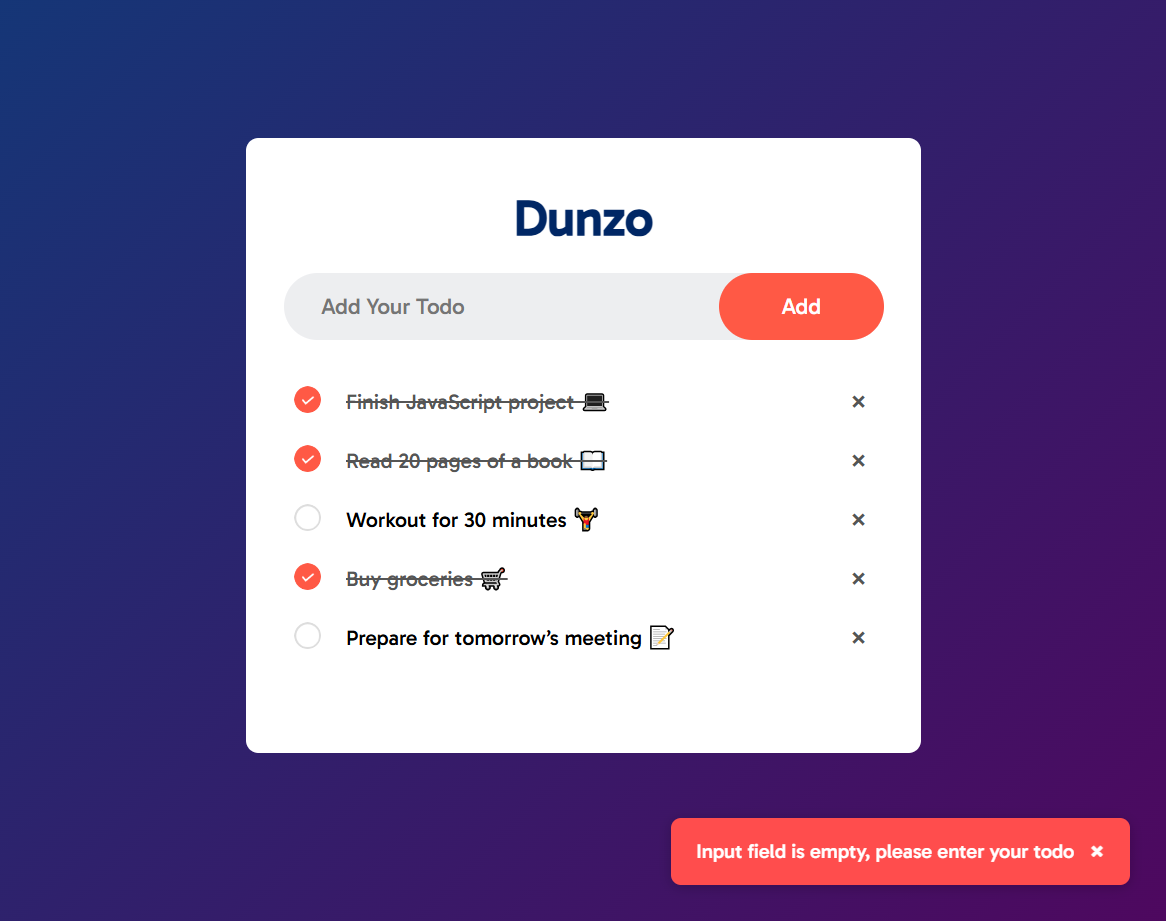 Dunzo
Add Your Todo
Add
Finish JavaScript project 💻
Read 20 pages of a book 📖
Workout for 30 minutes 🏋️
Buy groceries 🛒
Prepare for tomorrow’s meeting 📝
Input field is empty, please enter your todo